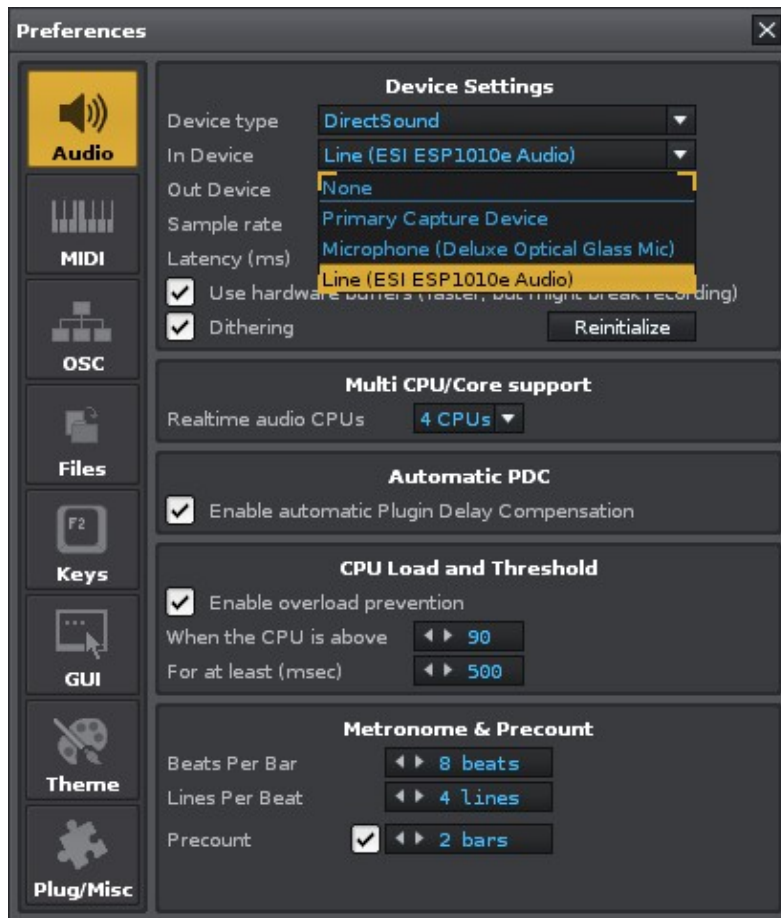 Preferences
Audio
MIDI
OSC
Files
F2
Keys
GUI
Theme
Plug/Misc
Device Settings
Device type DirectSound
In Device Line (ESI ESP1010e Audio)
Out Device None
Sample rate Primary Capture Device
Microphone (Deluxe Optical Glass Mic)
Latency (ms)
Line (ESI ESP1010e Audio)
Use hardware buffers (faster, but might break recording)
Dithering Reinitialize
Multi CPU/Core support
Realtime audio CPUs 4 CPUs
Automatic PDC
Enable automatic Plugin Delay Compensation
CPU Load and Threshold
Enable overload prevention
When the CPU is above 90
For at least (msec) 500
Metronome & Precount
Beats Per Bar 8 beats
Lines Per Beat 4 lines
Precount 2 bars